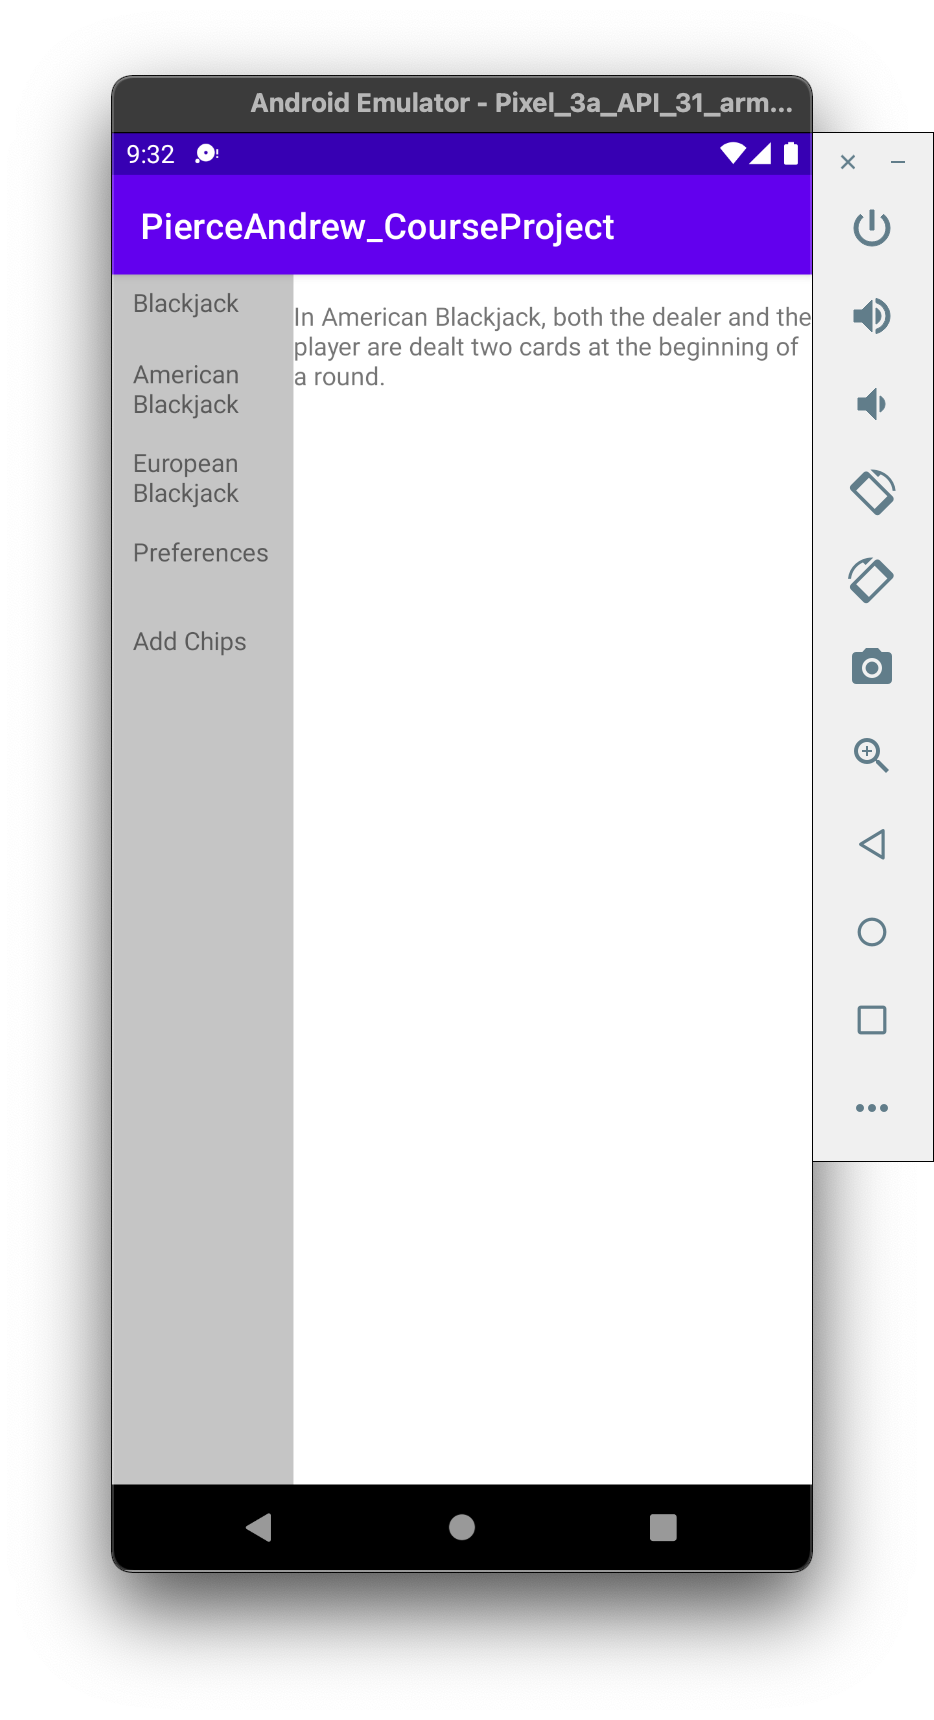 Android Emulator - Pixel_3a_API_31_arm...
9:32
PierceAndrew_CourseProject
Blackjack
American
Blackjack
European
Blackjack
Preferences
Add Chips
In American Blackjack, both the dealer and the
player are dealt two cards at the beginning of
a round.